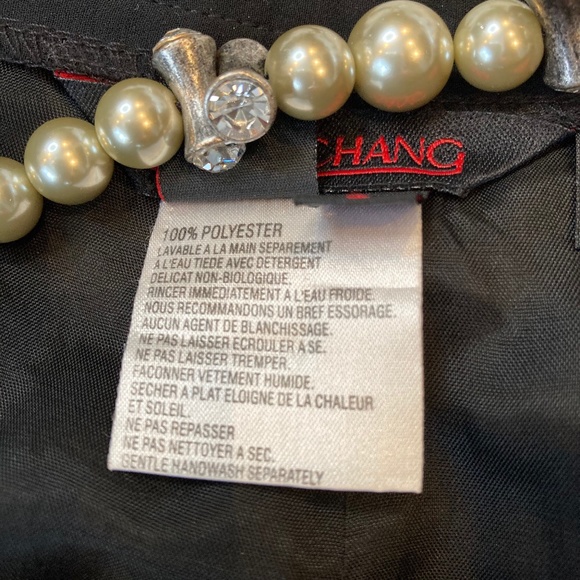 CHANG
100% POLYESTER
LAVABLE A LA MAIN SEPAREMENT
A L'EAU TIEDE AVEC DETERGENT
DELICAT NON-BIOLOGIQUE.
RINCER IMMEDIATEMENT A L'EAU FROIDE.
NOUS RECOMMANDONS UN BREF ESSORAGE.
AUCUN AGENT DE BLANCHISSAGE.
NE PAS LAISSER ECROULER A SE.
NE PAS LAISSER TREMPER.
FACONNER VETEMENT HUMIDE.
SECHER A PLAT ELOIGNE DE LA CHALEUR
ET SOLEIL.
NE PAS REPASSER
NE PAS NETTOYER A SEC.
GENTLE HANDWASH SEPARATELY